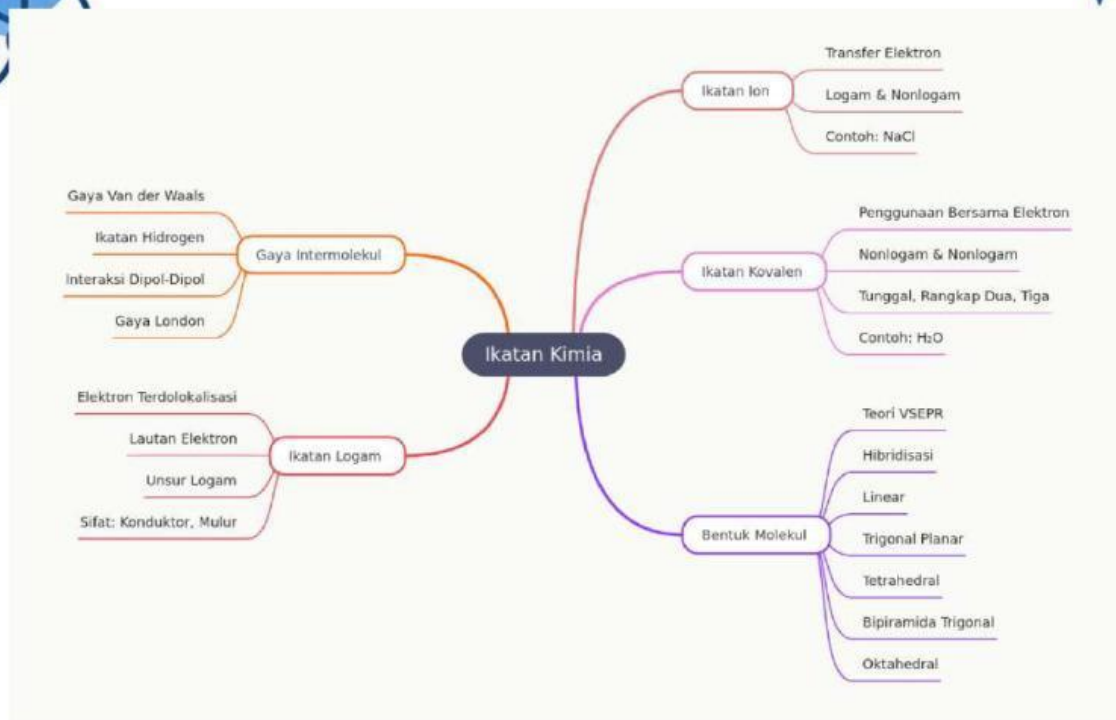 Ikatan Kimia
Ikatan Ion
Transfer Elektron
Logam & Nonlogam
Contoh: NaCl
Ikatan Kovalen
Penggunaan Bersama Elektron
Nonlogam & Nonlogam
Tunggal, Rangkap Dua, Tiga
Contoh: H₂O
Bentuk Molekul
Teori VSEPR
Hibridisasi
Linear
Trigonal Planar
Tetrahedral
Bipiramida Trigonal
Oktahedral
Gaya Intermolekul
Gaya Van der Waals
Ikatan Hidrogen
Interaksi Dipol-Dipol
Gaya London
Ikatan Logam
Elektron Terdolokalisasi
Lautan Elektron
Unsur Logam
Sifat: Konduktor, Mulur